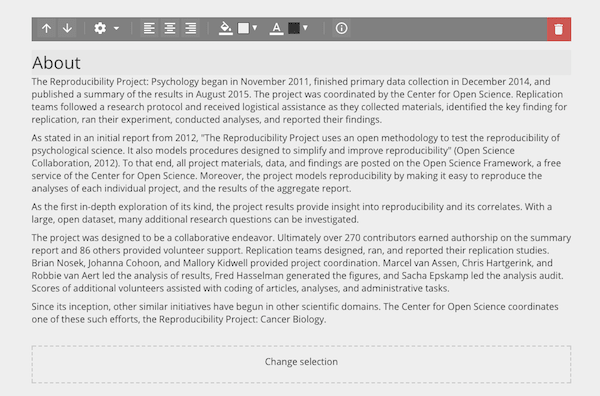 About
The Reproducibility Project: Psychology began in November 2011, finished primary data collection in December 2014, and
published a summary of the results in August 2015. The project was coordinated by the Center for Open Science. Replication
teams followed a research protocol and received logistical assistance as they collected materials, identified the key finding for
replication, ran their experiment, conducted analyses, and reported their findings.
As stated in an initial report from 2012, "The Reproducibility Project uses an open methodology to test the reproducibility of
psychological science. It also models procedures designed to simplify and improve reproducibility" (Open Science
Collaboration, 2012). To that end, all project materials, data, and findings are posted on the Open Science Framework, a free
service of the Center for Open Science. Moreover, the project models reproducibility by making it easy to reproduce the
analyses of each individual project, and the results of the aggregate report.
As the first in-depth exploration of its kind, the project results provide insight into reproducibility and its correlates. With a
large, open dataset, many additional research questions can be investigated.
The project was designed to be a collaborative endeavor. Ultimately over 270 contributors earned authorship on the summary
report and 86 others provided volunteer support. Replication teams designed, ran, and reported their replication studies.
Brian Nosek, Johanna Cohoon, and Mallory Kidwell provided project coordination. Marcel van Assen, Chris Hartgerink, and
Robbie van Aert led the analysis of results, Fred Hasselman generated the figures, and Sacha Epskamp led the analysis audit.
Scores of additional volunteers assisted with coding of articles, analyses, and administrative tasks.
Since its inception, other similar initiatives have begun in other scientific domains. The Center for Open Science coordinates
one of these such efforts, the Reproducibility Project: Cancer Biology.
Change selection